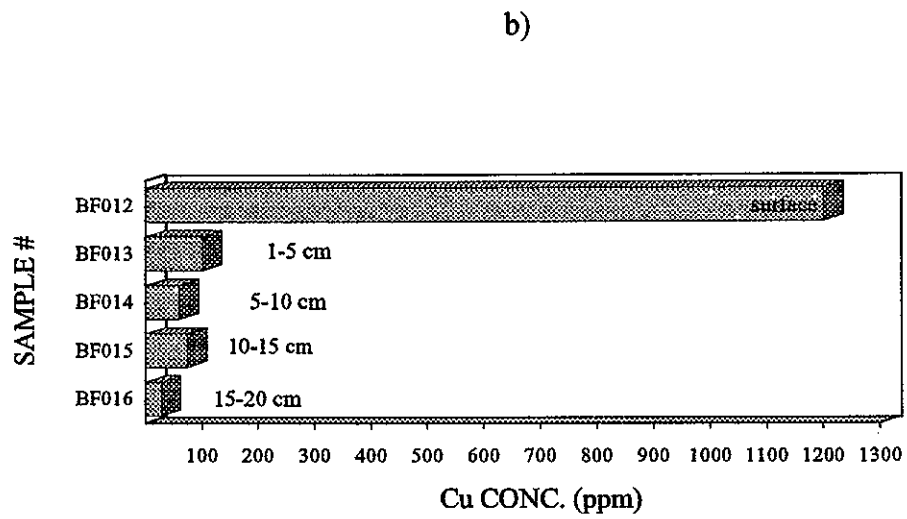 b)
SAMPLE #
BF012
surface
BF013
1-5 cm
BF014
5-10 cm
BF015
10-15 cm
BF016
15-20 cm
100 200 300 400 500 600 700 800 900 1000 1100 1200 1300
Cu CONC. (ppm)